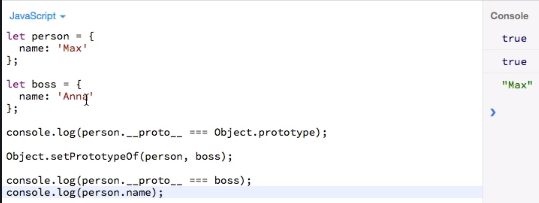 JavaScript
let person = {
  name: 'Max'
};
let boss = {
  name: 'Anna'
};
console.log(person.__proto__ === Object.prototype);
Object.setPrototypeOf(person, boss);
console.log(person.__proto__ === boss);
console.log(person.name);
Console
true
true
"Max"